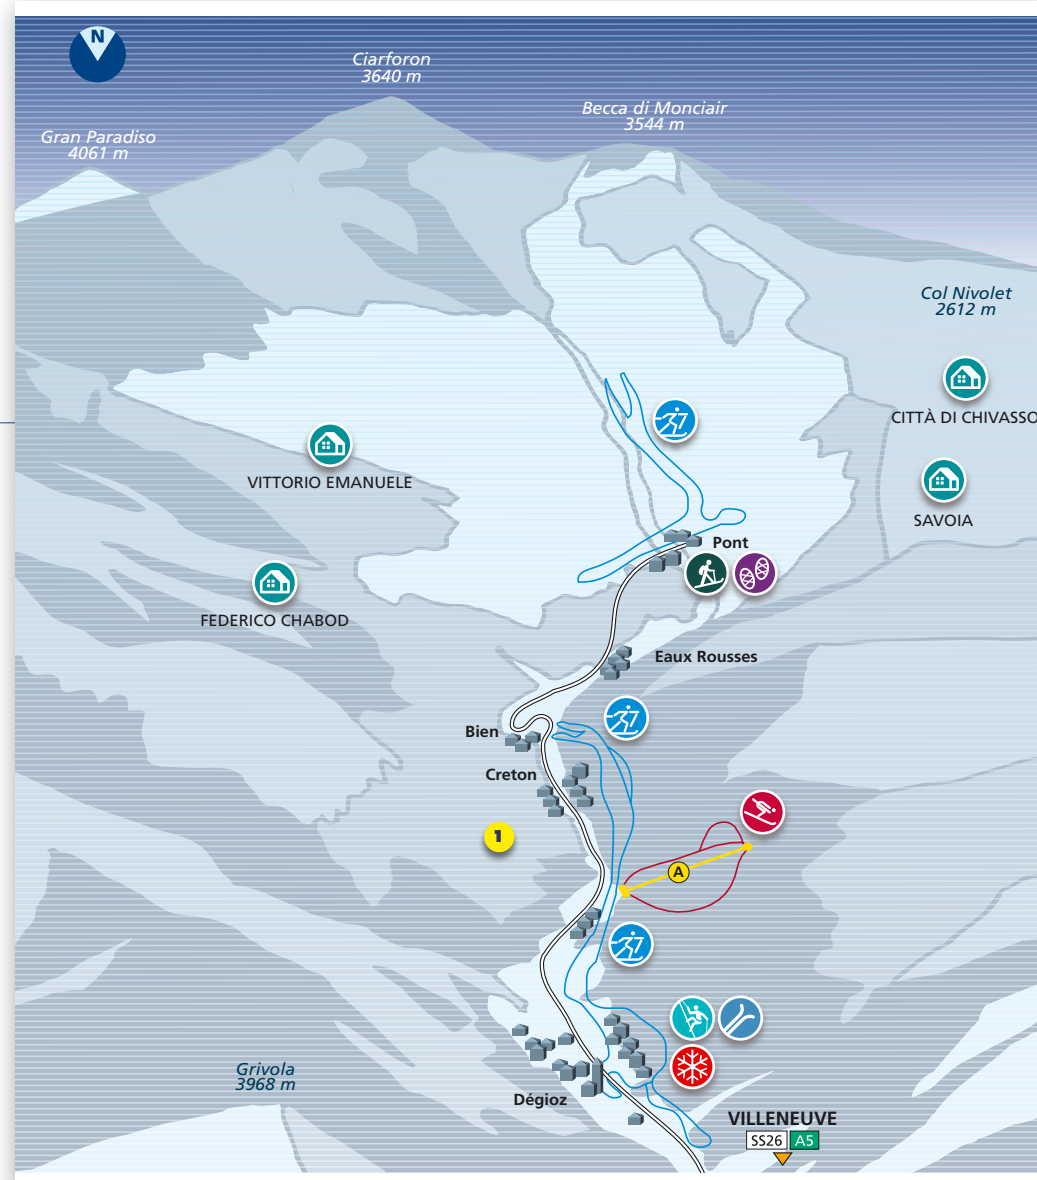 N
Ciarforon
3640 m
Becca di Monciair
3544 m
Gran Paradiso
4061 m
Col Nivolet
2612 m
CITTÀ DI CHIVASSO
VITTORIO EMANUELE
SAVOIA
Pont
FEDERICO CHABOD
Eaux Rousses
Bien
Creton
1
A
Grivola
3968 m
Dégioz
VILLENEUVE
SS26 A5